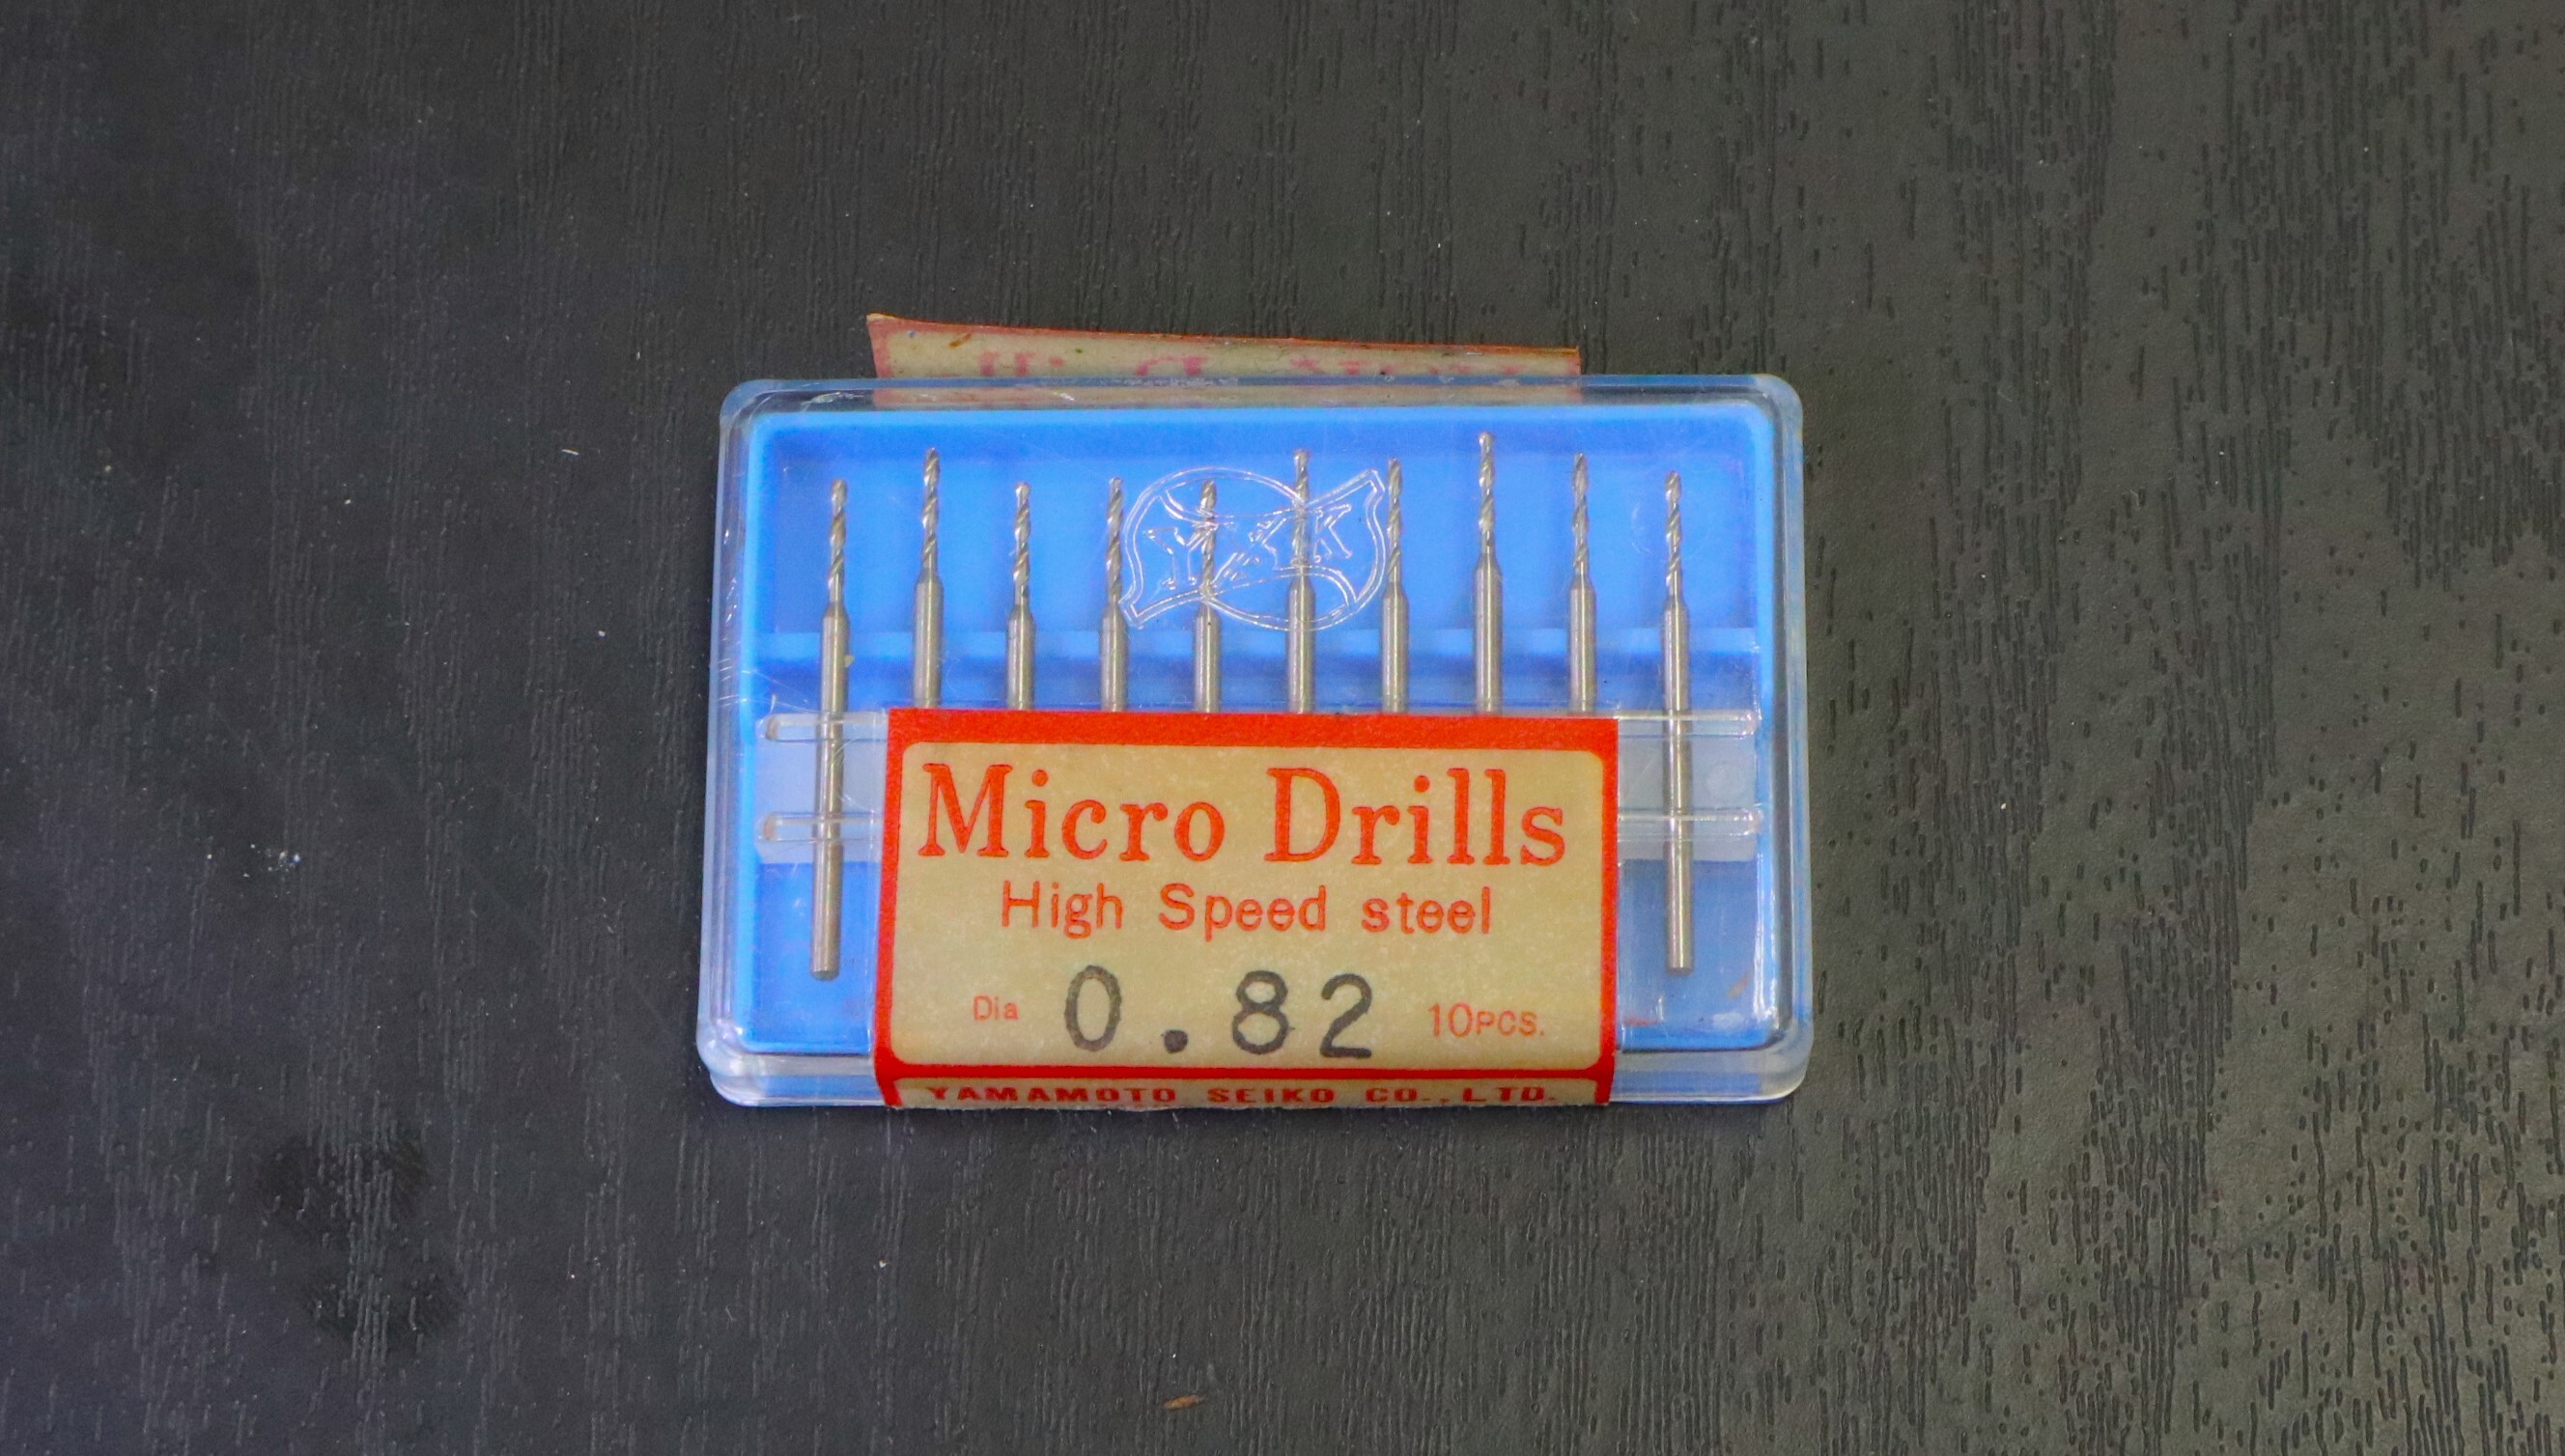 Micro Drills
High Speed steel
Dia 0.82 10PCS.
YAMAMOTO SEIKO CO.,LTD.